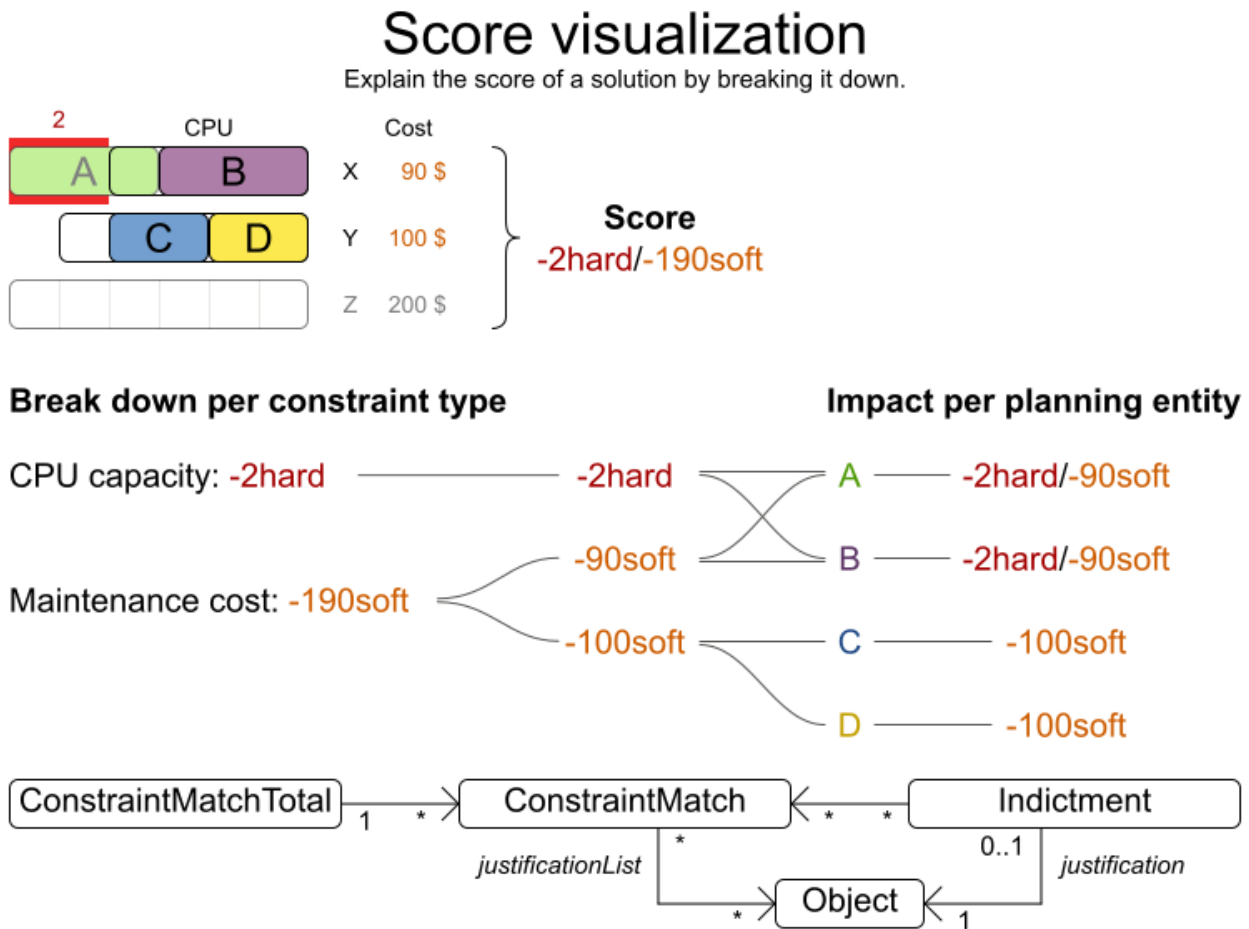 Score visualization
Explain the score of a solution by breaking it down.
2 CPU Cost
A B X 90 $
C D Y 100 $
Z 200 $
Score
-2hard/-190soft
Break down per constraint type Impact per planning entity
CPU capacity: -2hard -2hard A -2hard/-90soft
-90soft B -2hard/-90soft
Maintenance cost: -190soft
-100soft C -100soft
D -100soft
ConstraintMatchTotal ConstraintMatch Indictment
1 * * *
justificationList * 0..1 justification
Object
* 1